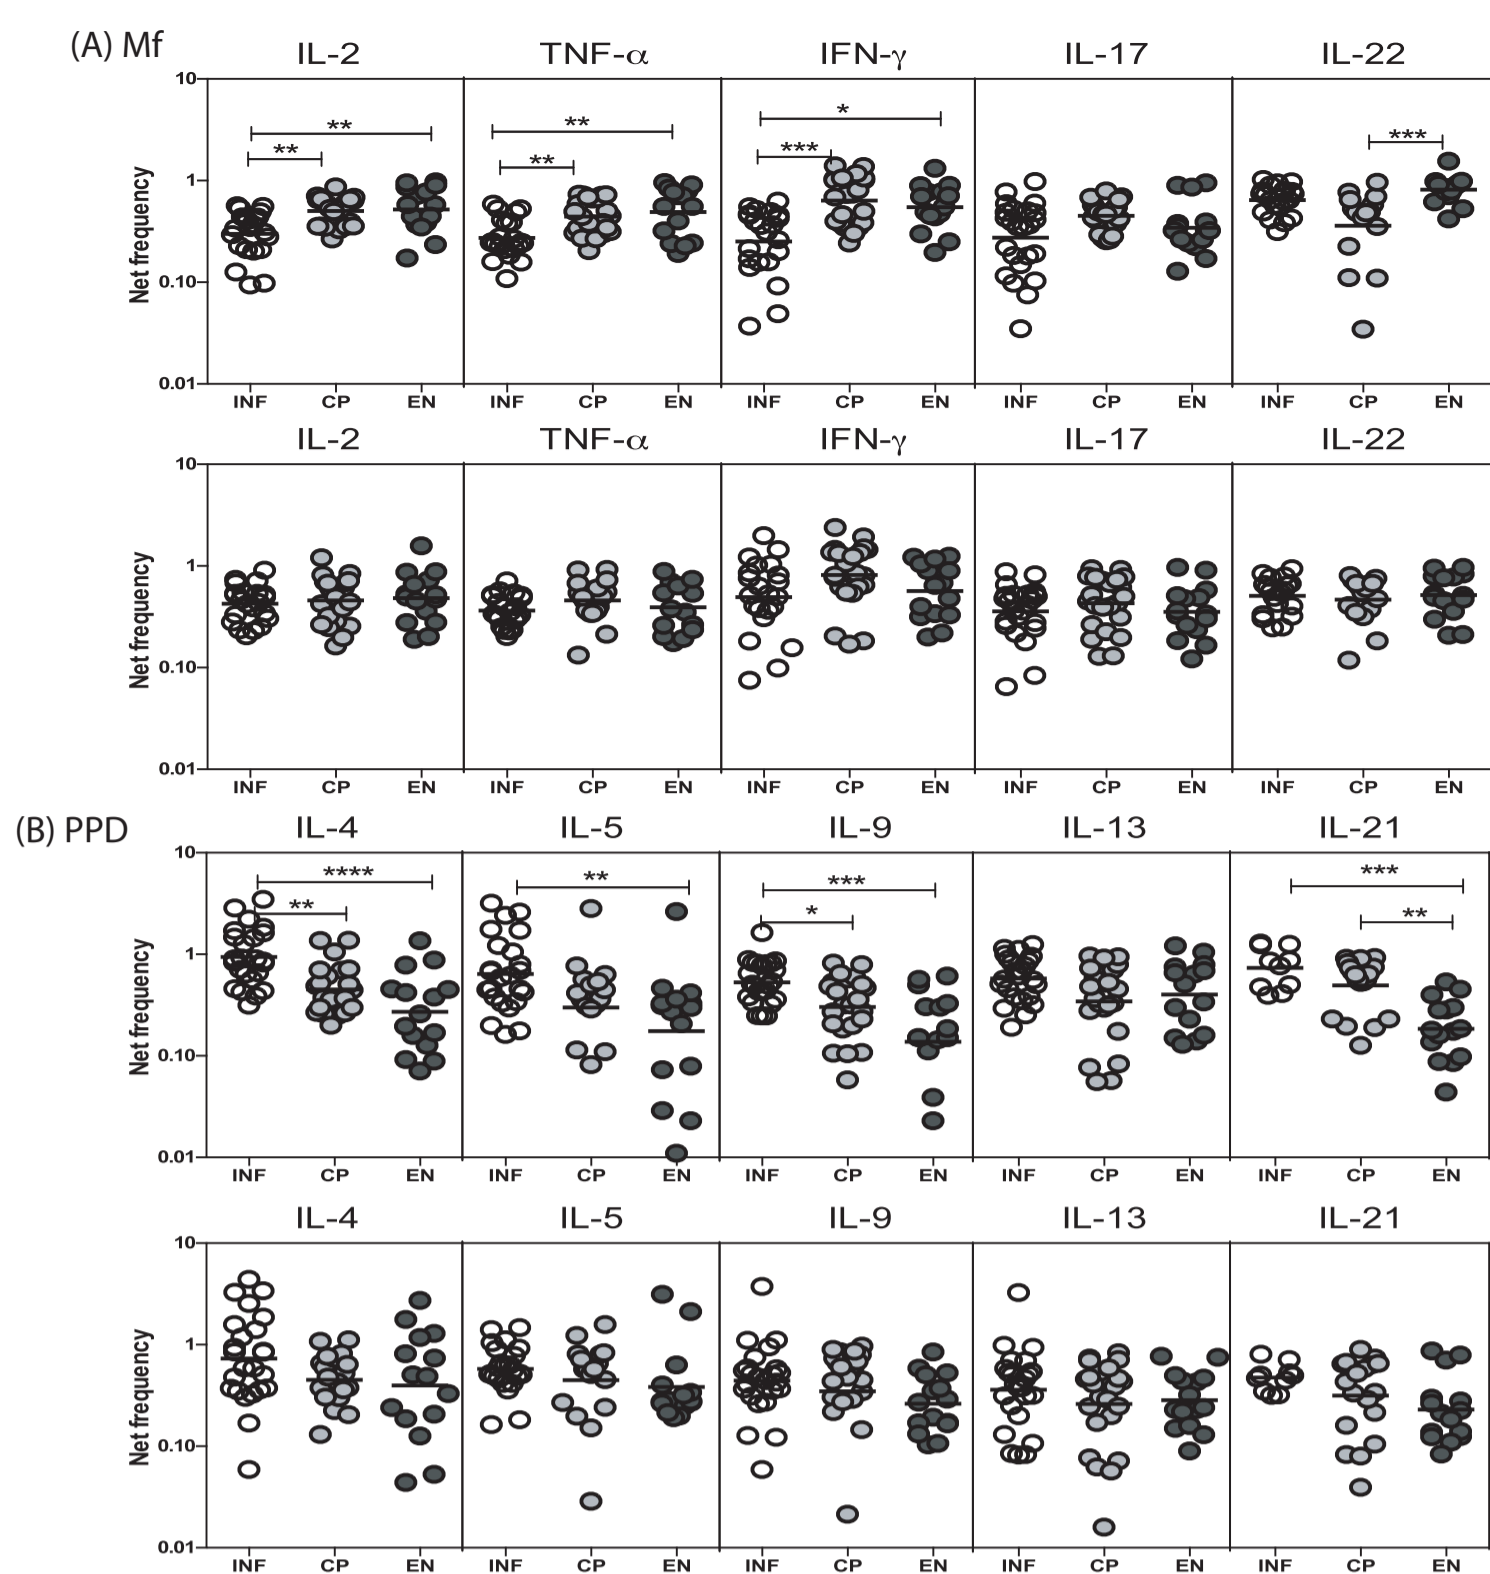 (A) Mf
IL-2 TNF-α IFN-γ IL-17 IL-22
10
** ** * ***
** ** ***
1
Net frequency
0.10
0.01
INF CP EN INF CP EN INF CP EN INF CP EN INF CP EN
IL-2 TNF-α IFN-γ IL-17 IL-22
10
1
Net frequency
0.10
0.01
INF CP EN INF CP EN INF CP EN INF CP EN INF CP EN
(B) PPD
IL-4 IL-5 IL-9 IL-13 IL-21
10
**** ** *** ***
** * **
1
Net frequency
0.10
0.01
INF CP EN INF CP EN INF CP EN INF CP EN INF CP EN
IL-4 IL-5 IL-9 IL-13 IL-21
10
1
Net frequency
0.10
0.01
INF CP EN INF CP EN INF CP EN INF CP EN INF CP EN